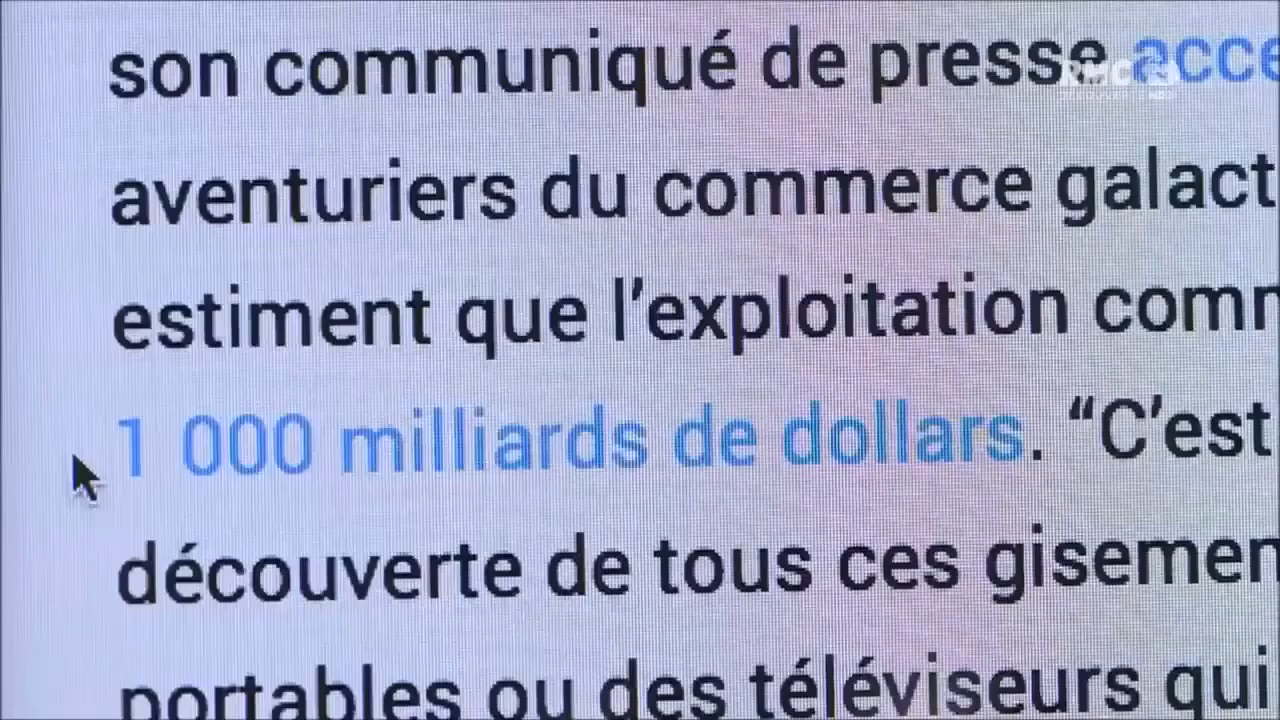 son communiqué de presse acce
aventuriers du commerce galact
estiment que l’exploitation comm
1 000 milliards de dollars. “C’est
découverte de tous ces gisemen
portables ou des téléviseurs qui
RMC